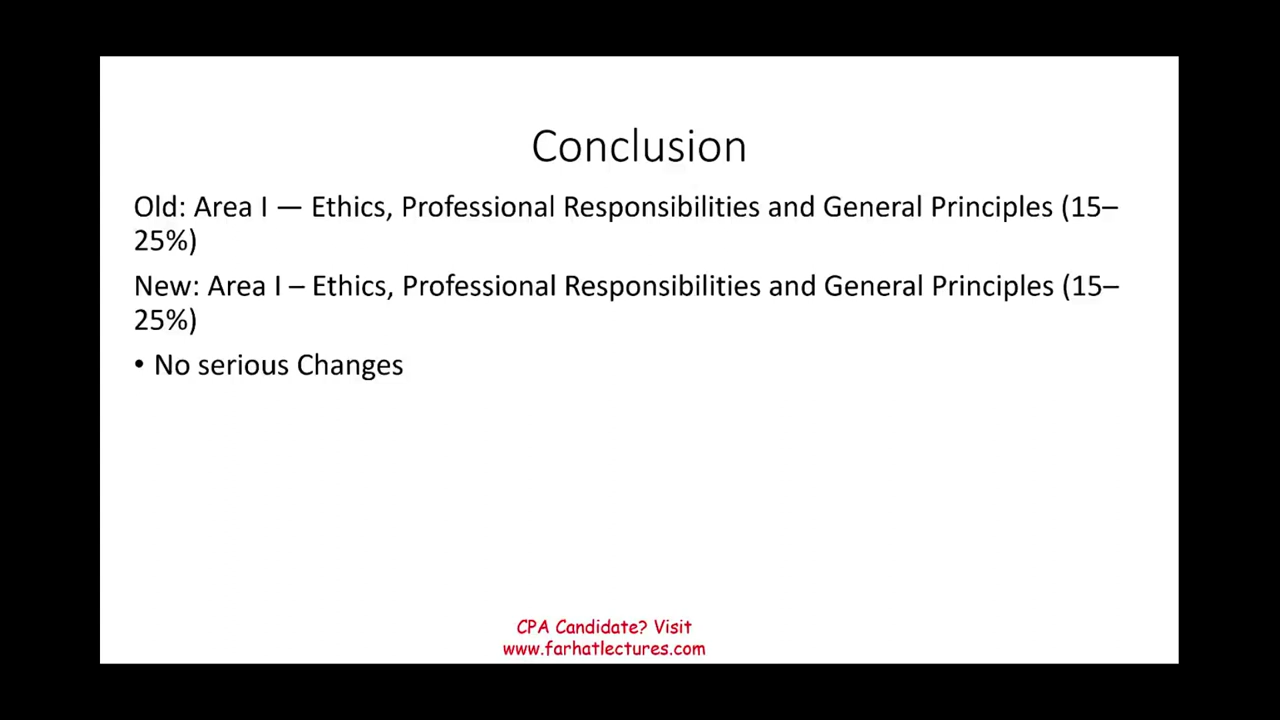 Conclusion
Old: Area I — Ethics, Professional Responsibilities and General Principles (15–
25%)
New: Area I – Ethics, Professional Responsibilities and General Principles (15–
25%)
• No serious Changes
CPA Candidate? Visit
www.farhatlectures.com